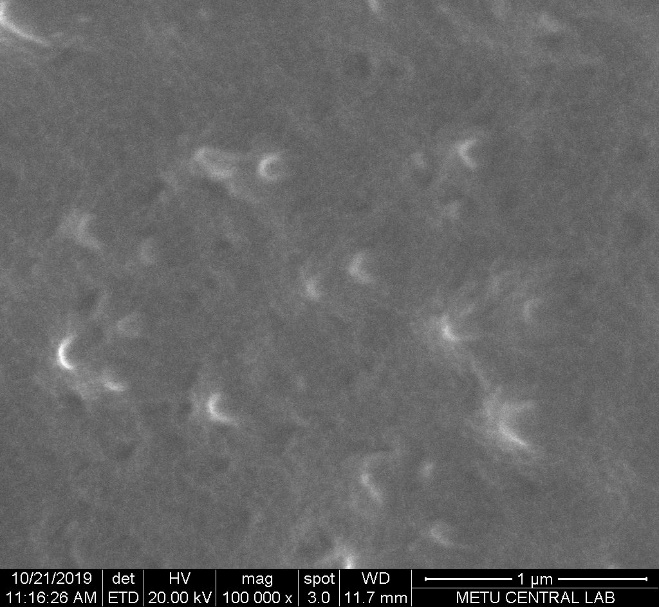 10/21/2019 det HV mag spot WD 1 µm
11:16:26 AM ETD 20.00 kV 100 000 x 3.0 11.7 mm METU CENTRAL LAB